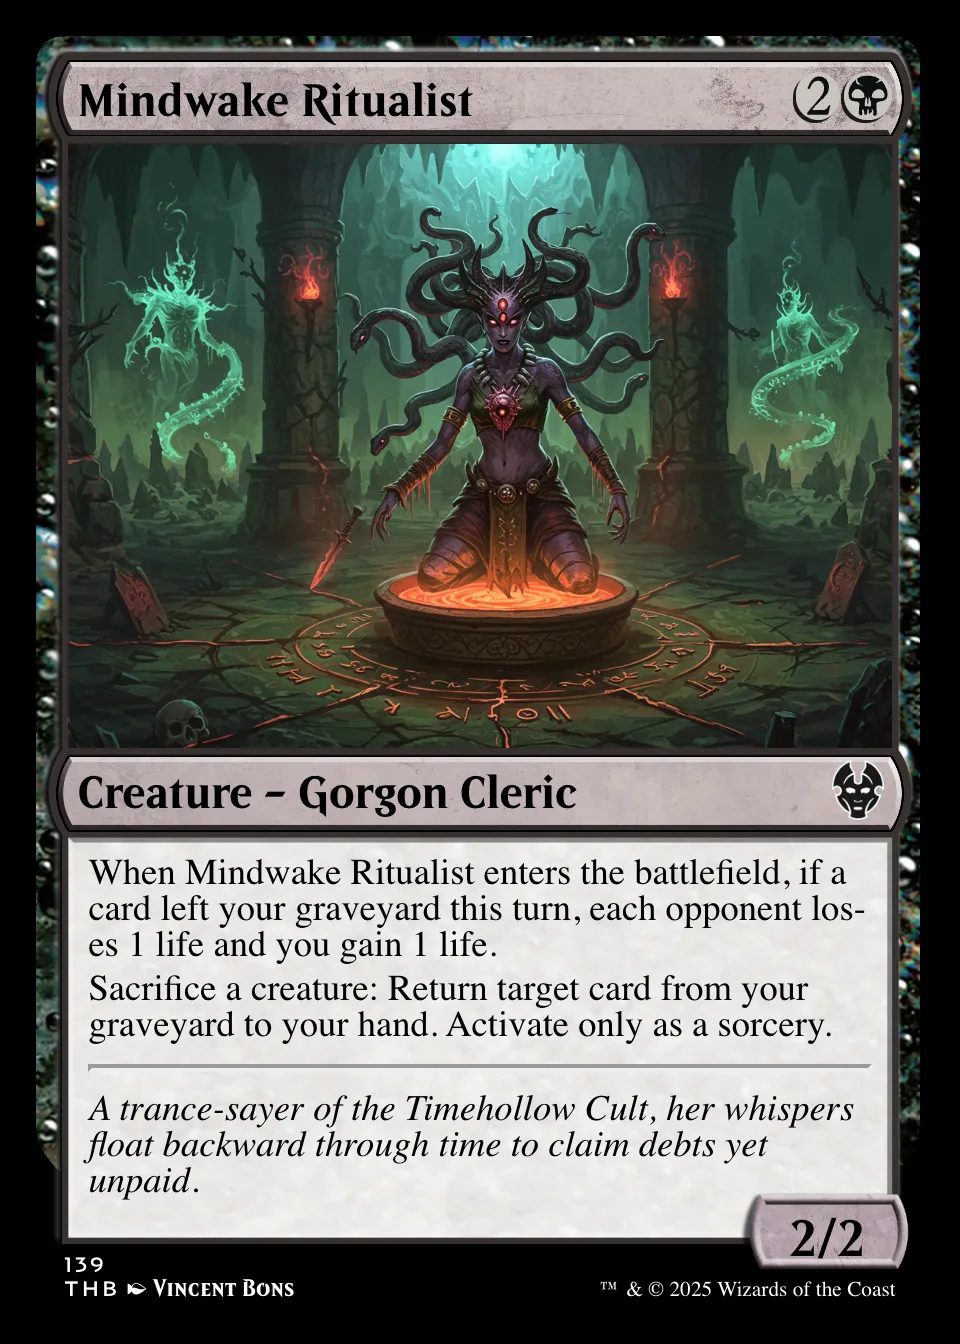 Mindwake Ritualist 2
Creature – Gorgon Cleric
When Mindwake Ritualist enters the battlefield, if a
card left your graveyard this turn, each opponent los-
es 1 life and you gain 1 life.
Sacrifice a creature: Return target card from your
graveyard to your hand. Activate only as a sorcery.
A trance-sayer of the Timehollow Cult, her whispers
float backward through time to claim debts yet
unpaid.
2/2
139
THB Vincent Bons
™ & © 2025 Wizards of the Coast